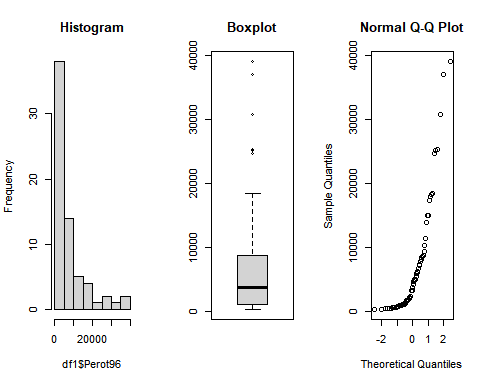 Histogram
Frequency
0
10
20
30
0
20000
df1$Perot96
Boxplot
0
10000
20000
30000
40000
Normal Q-Q Plot
Sample Quantiles
0
10000
20000
30000
40000
-2
0
1
2
Theoretical Quantiles